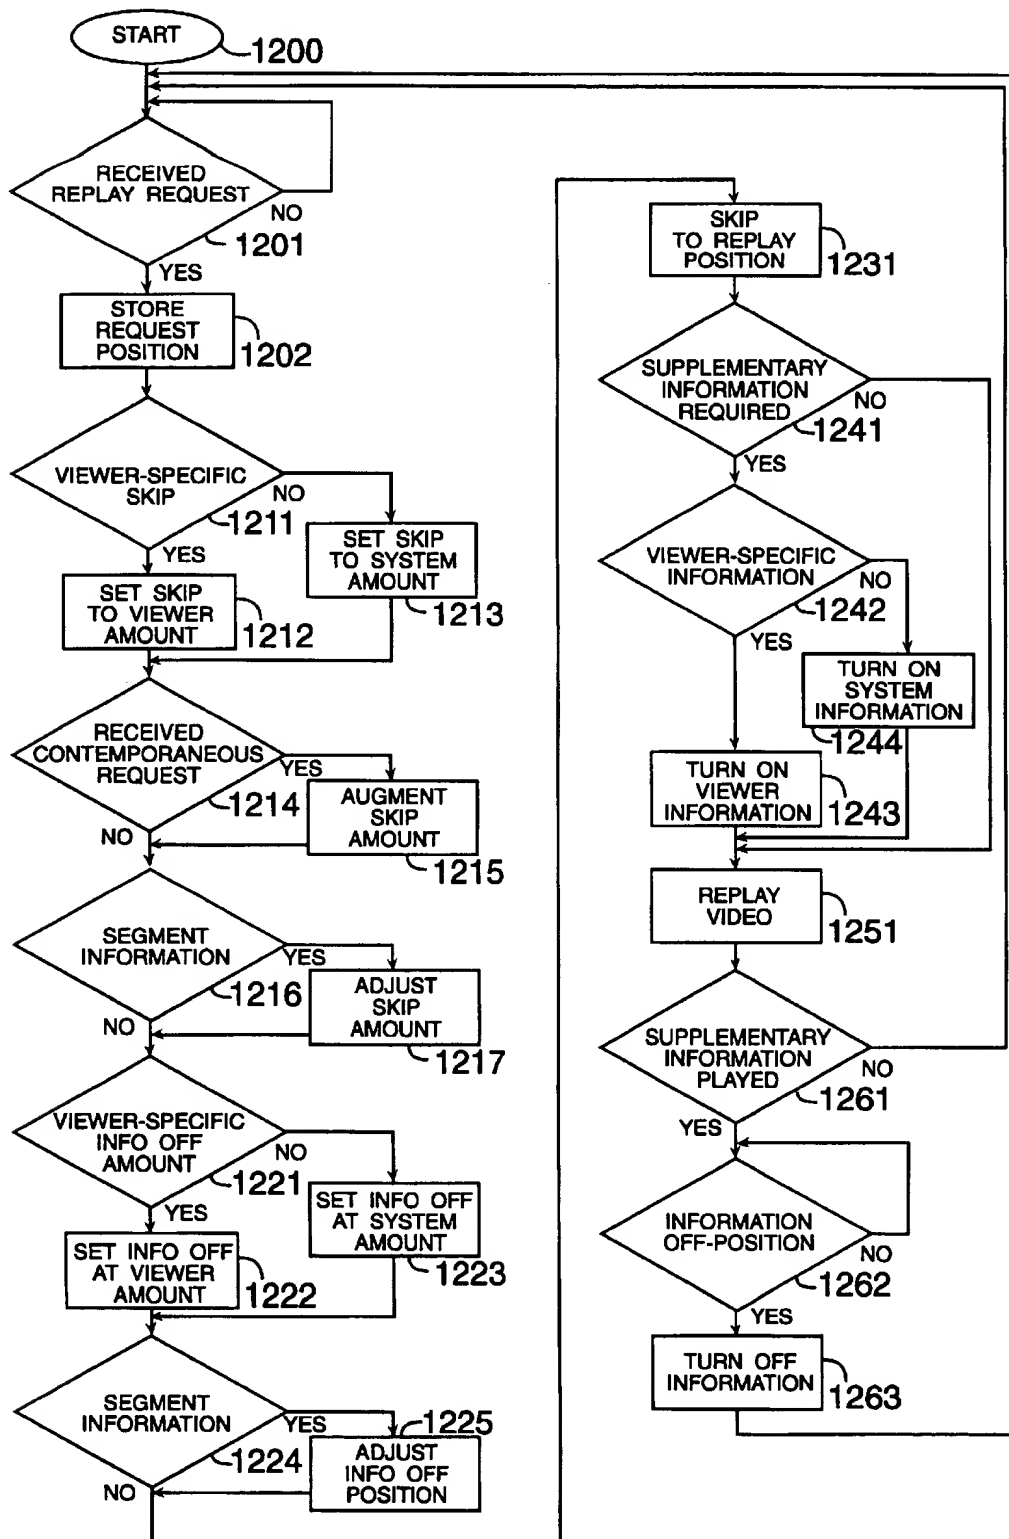 START
1200
RECEIVED
REPLAY REQUEST
NO
1201
YES
STORE
REQUEST
POSITION
1202
VIEWER-SPECIFIC
SKIP
NO
1211
YES
SET SKIP
TO SYSTEM
AMOUNT
1213
SET SKIP
TO VIEWER
AMOUNT
1212
RECEIVED
CONTEMPORANEOUS
REQUEST
YES
1214
NO
AUGMENT
SKIP
AMOUNT
1215
SEGMENT
INFORMATION
YES
1216
NO
ADJUST
SKIP
AMOUNT
1217
VIEWER-SPECIFIC
INFO OFF
AMOUNT
NO
1221
YES
SET INFO OFF
AT SYSTEM
AMOUNT
1223
SET INFO OFF
AT VIEWER
AMOUNT
1222
SEGMENT
INFORMATION
YES
1224
NO
1225
ADJUST
INFO OFF
POSITION
SKIP
TO REPLAY
POSITION
1231
SUPPLEMENTARY
INFORMATION
REQUIRED
NO
1241
YES
VIEWER-SPECIFIC
INFORMATION
NO
1242
YES
TURN ON
SYSTEM
INFORMATION
1244
TURN ON
VIEWER
INFORMATION
1243
REPLAY
VIDEO
1251
SUPPLEMENTARY
INFORMATION
PLAYED
NO
1261
YES
INFORMATION
OFF-POSITION
NO
1262
YES
TURN OFF
INFORMATION
1263